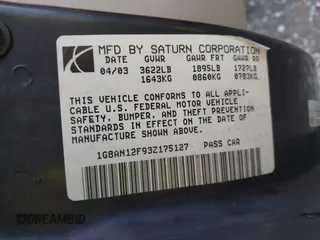 MFD BY SATURN CORPORATION
DATE GVWR GAWR FRT GAWR RR
04/03 3622LB 1895LB 1727LB
1643KG 0860KG 0783KG
THIS VEHICLE CONFORMS TO ALL APPLI-
CABLE U.S. FEDERAL MOTOR VEHICLE
SAFETY, BUMPER, AND THEFT PREVENTION
STANDARDS IN EFFECT ON THE DATE OF
MANUFACTURE SHOWN ABOVE.
1G8AN12F93Z175127 PASS CAR
DREAMBID